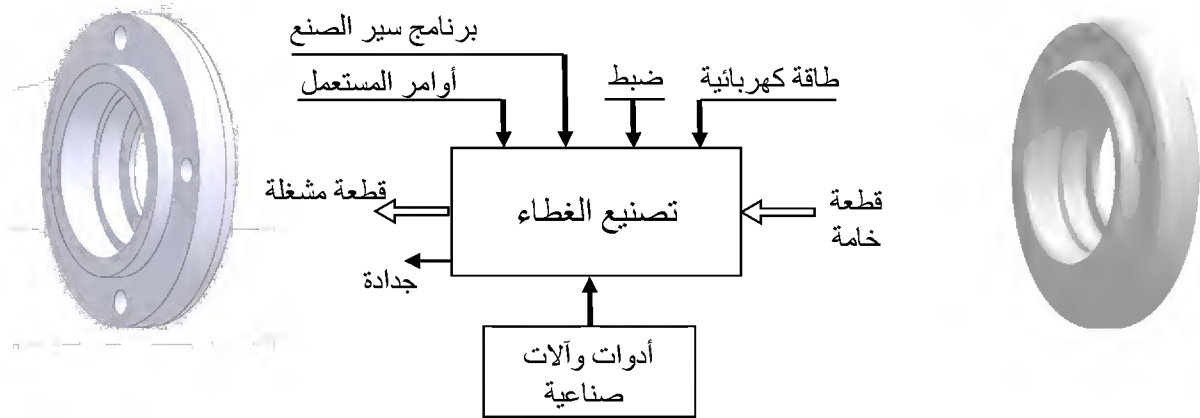 برنامج سير الصنع
أوامر المستعمل
ضبط
طاقة كهربائية
قطعة مشغلة
تصنيع الغطاء
قطعة
خامة
جدادة
أدوات وآلات
صناعية